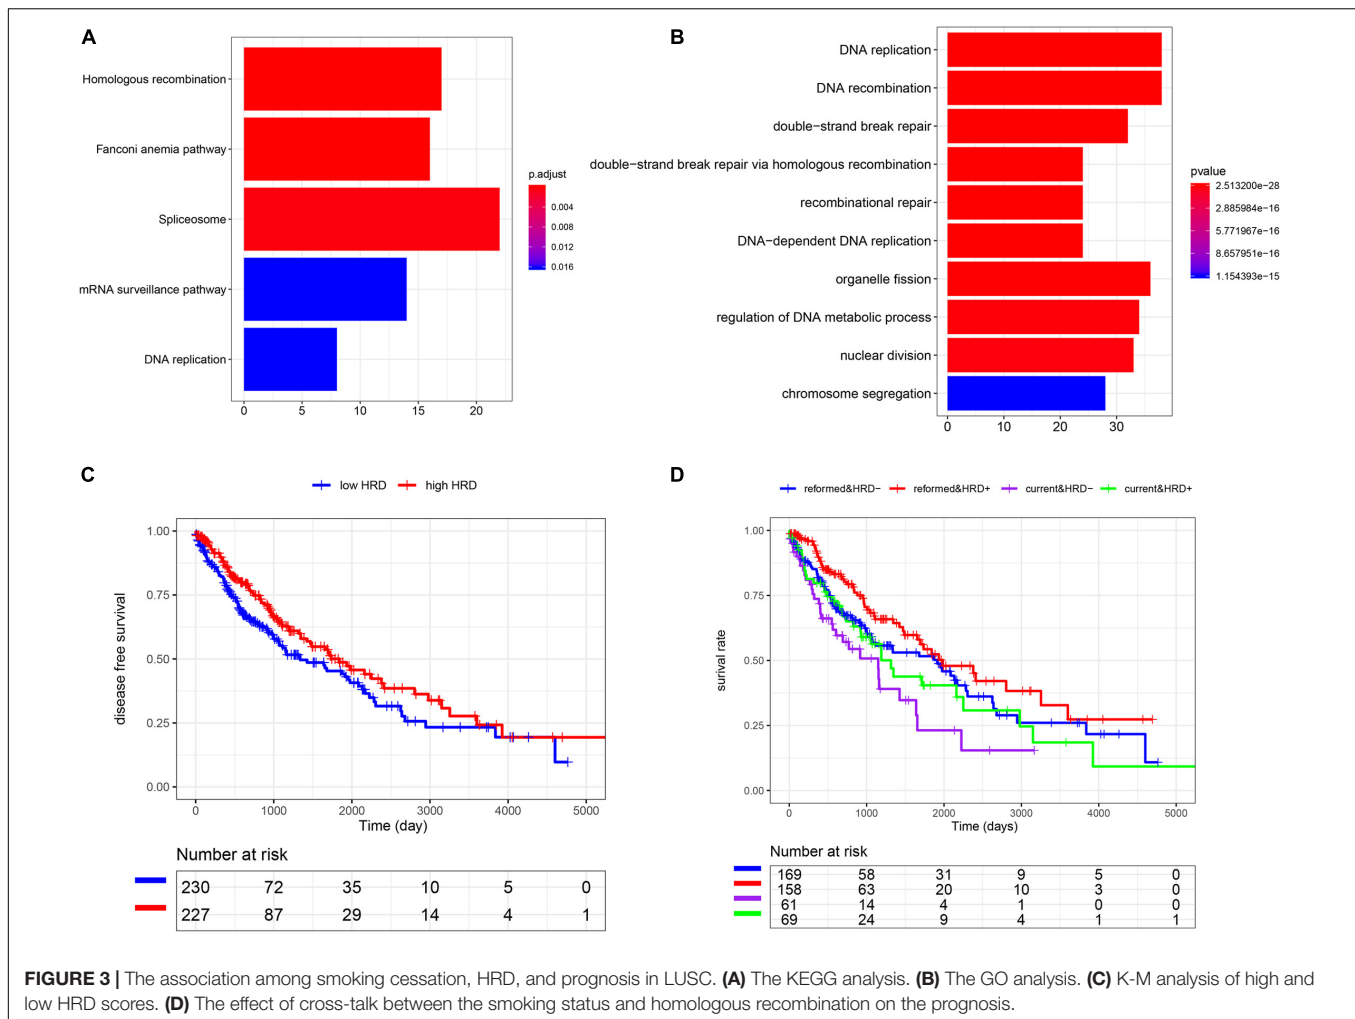 A
Homologous recombination
Fanconi anemia pathway
Spliceosome
mRNA surveillance pathway
DNA replication
0 5 10 15 20
p.adjust
0.004
0.008
0.012
0.016
B
DNA replication
DNA recombination
double−strand break repair
double−strand break repair via homologous recombination
recombinational repair
DNA−dependent DNA replication
organelle fission
regulation of DNA metabolic process
nuclear division
chromosome segregation
0 10 20 30
pvalue
2.513200e−28
2.885984e−16
5.771967e−16
8.657951e−16
1.154393e−15
C
low HRD high HRD
disease free survival
1.00
0.75
0.50
0.25
0.00
0 1000 2000 3000 4000 5000
Time (day)
Number at risk
230 72 35 10 5 0
227 87 29 14 4 1
D
reformed&HRD− reformed&HRD+ current&HRD− current&HRD+
surival rate
1.00
0.75
0.50
0.25
0.00
0 1000 2000 3000 4000 5000
Time (days)
Number at risk
169 58 31 9 5 0
158 63 20 10 3 0
61 14 4 1 0 0
69 24 9 4 1 1
FIGURE 3 | The association among smoking cessation, HRD, and prognosis in LUSC. (A) The KEGG analysis. (B) The GO analysis. (C) K-M analysis of high and
low HRD scores. (D) The effect of cross-talk between the smoking status and homologous recombination on the prognosis.